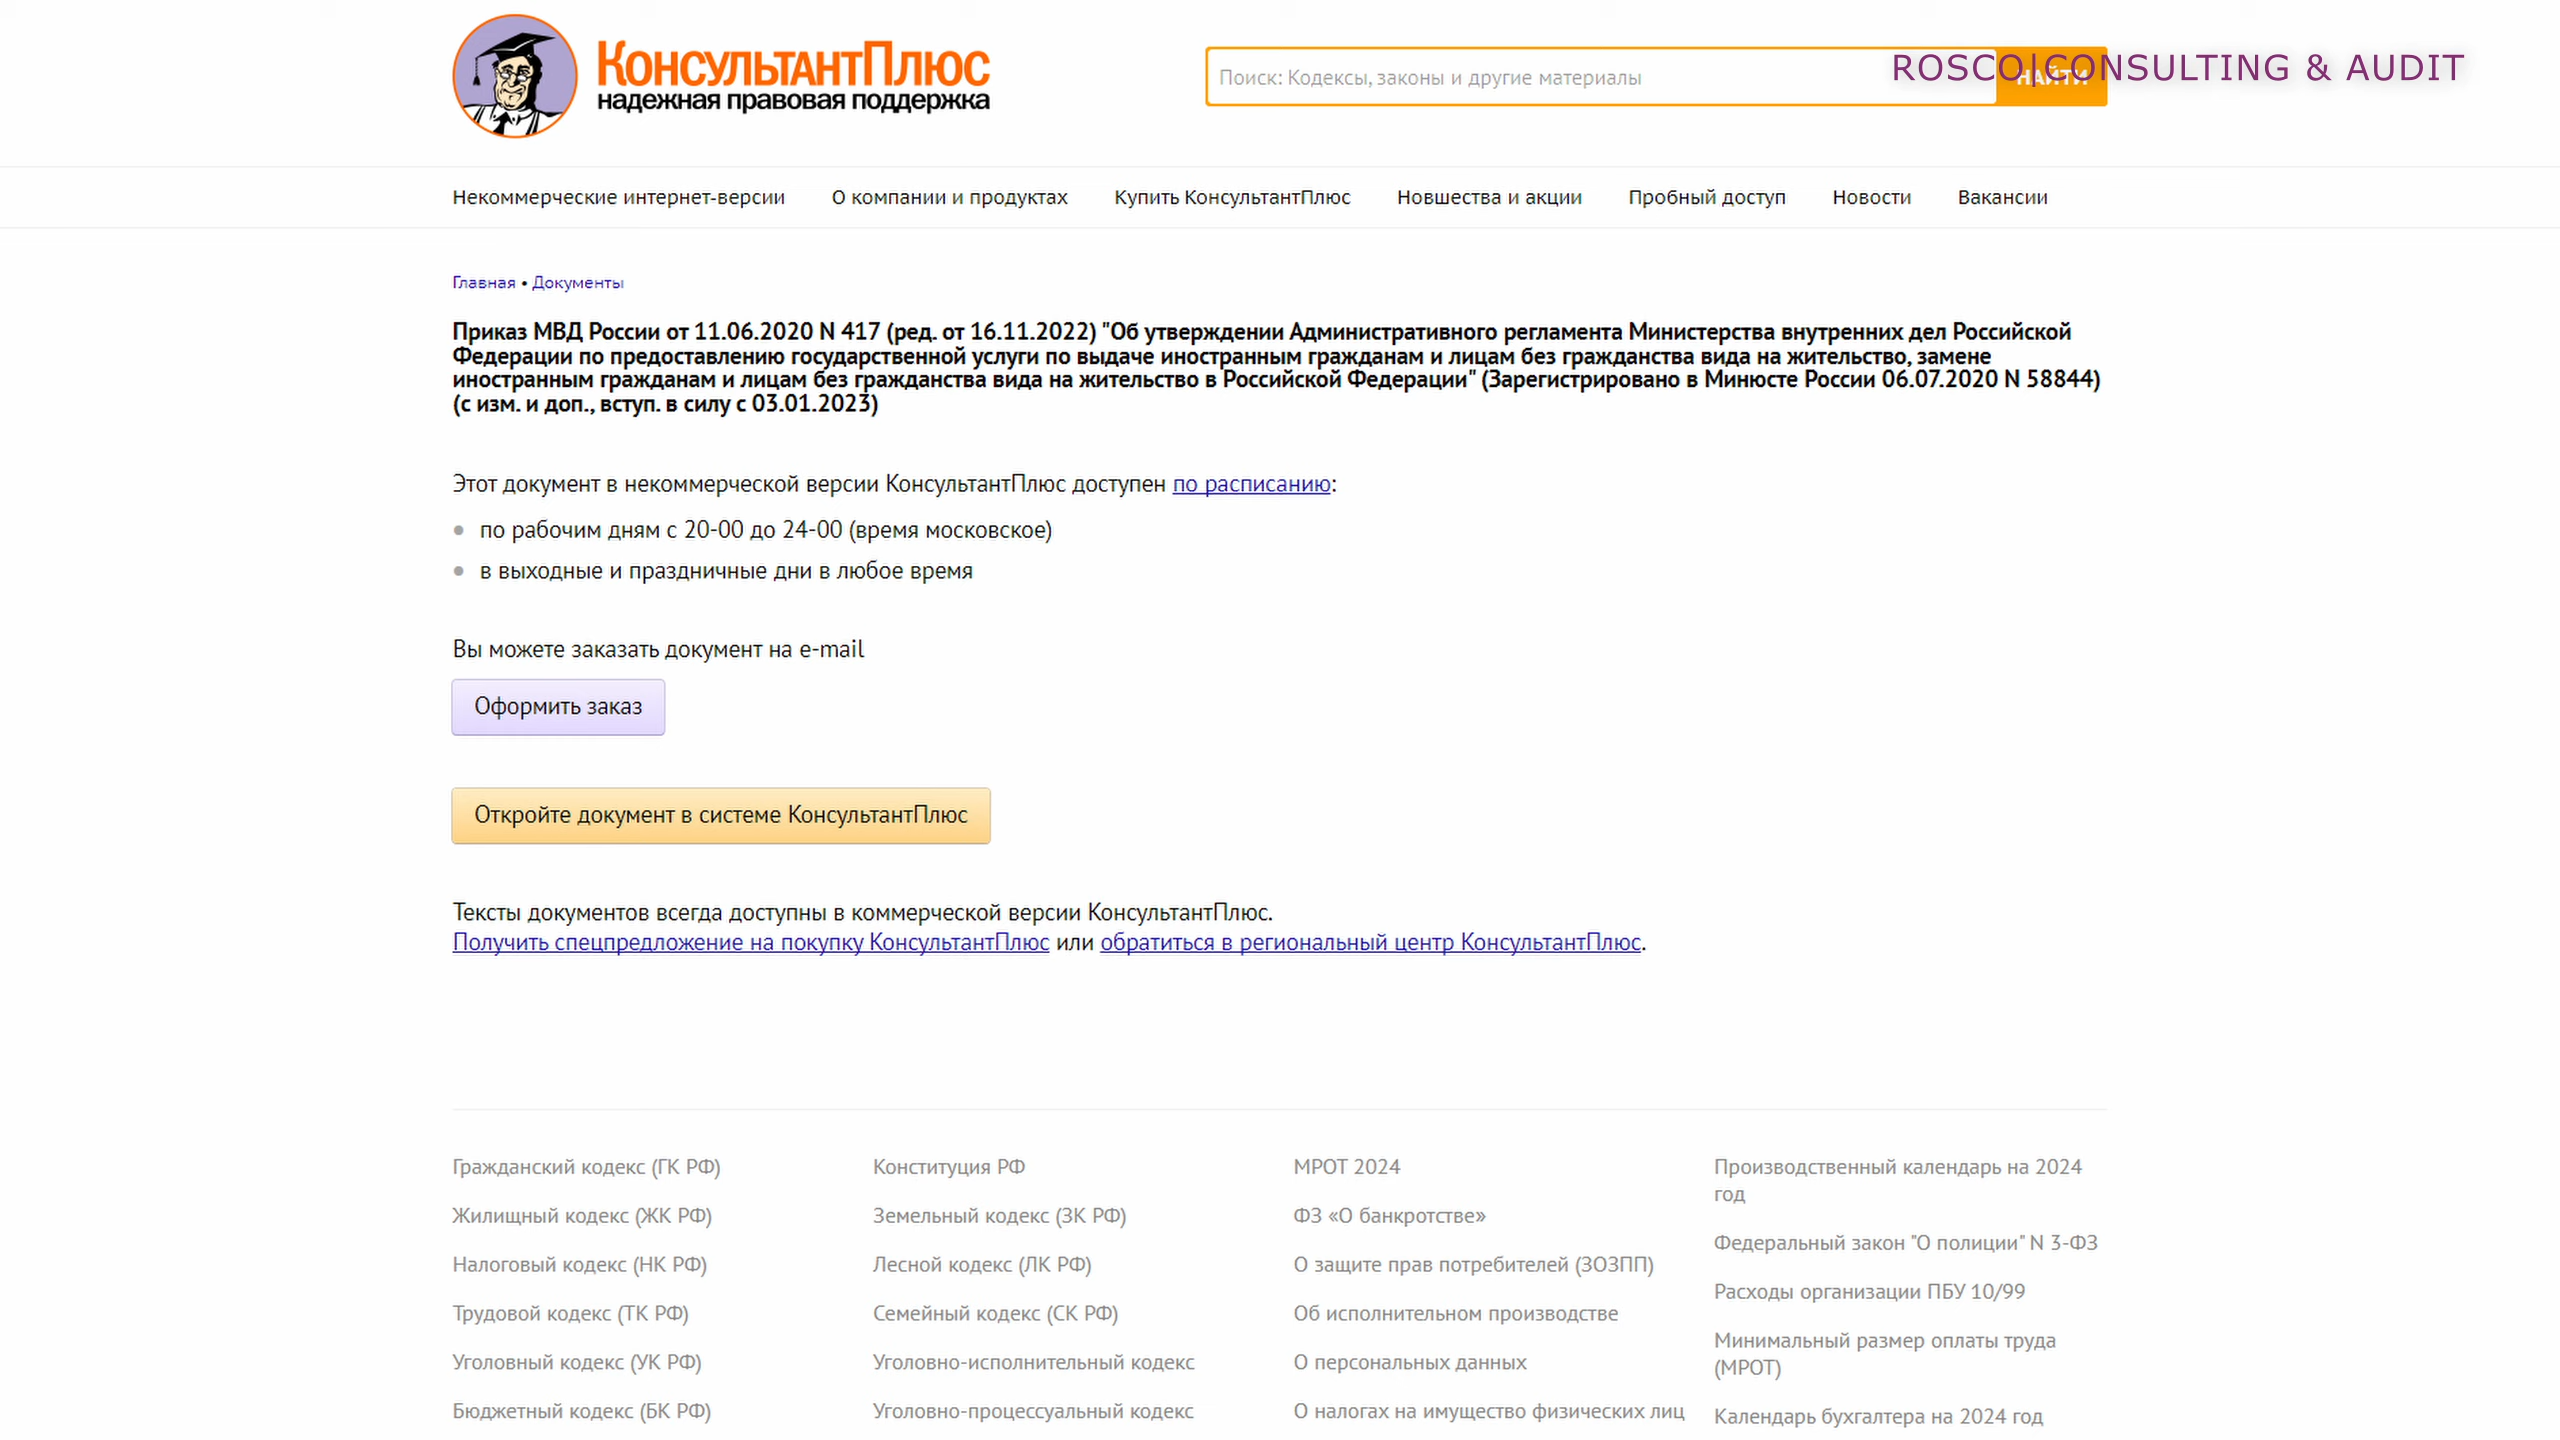 КонсультантПлюс
надежная правовая поддержка
Поиск: Кодексы, законы и другие материалы
НАЙТИ
ROSCO|CONSULTING & AUDIT
Некоммерческие интернет-версии
О компании и продуктах
Купить КонсультантПлюс
Новшества и акции
Пробный доступ
Новости
Вакансии
Главная • Документы
Приказ МВД России от 11.06.2020 N 417 (ред. от 16.11.2022) "Об утверждении Административного регламента Министерства внутренних дел Российской
Федерации по предоставлению государственной услуги по выдаче иностранным гражданам и лицам без гражданства вида на жительство, замене
иностранным гражданам и лицам без гражданства вида на жительство в Российской Федерации" (Зарегистрировано в Минюсте России 06.07.2020 N 58844)
(с изм. и доп., вступ. в силу с 03.01.2023)
Этот документ в некоммерческой версии КонсультантПлюс доступен по расписанию:
по рабочим дням с 20-00 до 24-00 (время московское)
в выходные и праздничные дни в любое время
Вы можете заказать документ на e-mail
Оформить заказ
Откройте документ в системе КонсультантПлюс
Тексты документов всегда доступны в коммерческой версии КонсультантПлюс.
Получить спецпредложение на покупку КонсультантПлюс или обратиться в региональный центр КонсультантПлюс.
Гражданский кодекс (ГК РФ)
Жилищный кодекс (ЖК РФ)
Налоговый кодекс (НК РФ)
Трудовой кодекс (ТК РФ)
Уголовный кодекс (УК РФ)
Бюджетный кодекс (БК РФ)
Конституция РФ
Земельный кодекс (ЗК РФ)
Лесной кодекс (ЛК РФ)
Семейный кодекс (СК РФ)
Уголовно-исполнительный кодекс
Уголовно-процессуальный кодекс
МРОТ 2024
ФЗ «О банкротстве»
О защите прав потребителей (ЗОЗПП)
Об исполнительном производстве
О персональных данных
О налогах на имущество физических лиц
Производственный календарь на 2024
год
Федеральный закон "О полиции" N 3-ФЗ
Расходы организации ПБУ 10/99
Минимальный размер оплаты труда
(МРОТ)
Календарь бухгалтера на 2024 год